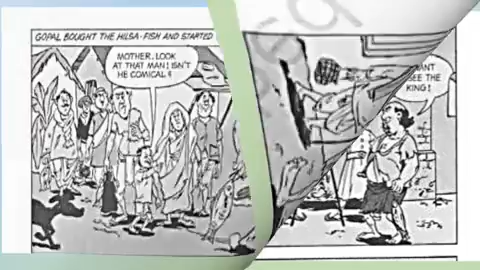 GOPAL BOUGHT THE HILSA-FISH AND STARTED
MOTHER, LOOK
AT THAT MAN! ISN'T
HE COMICAL?
SEE THE
KING!